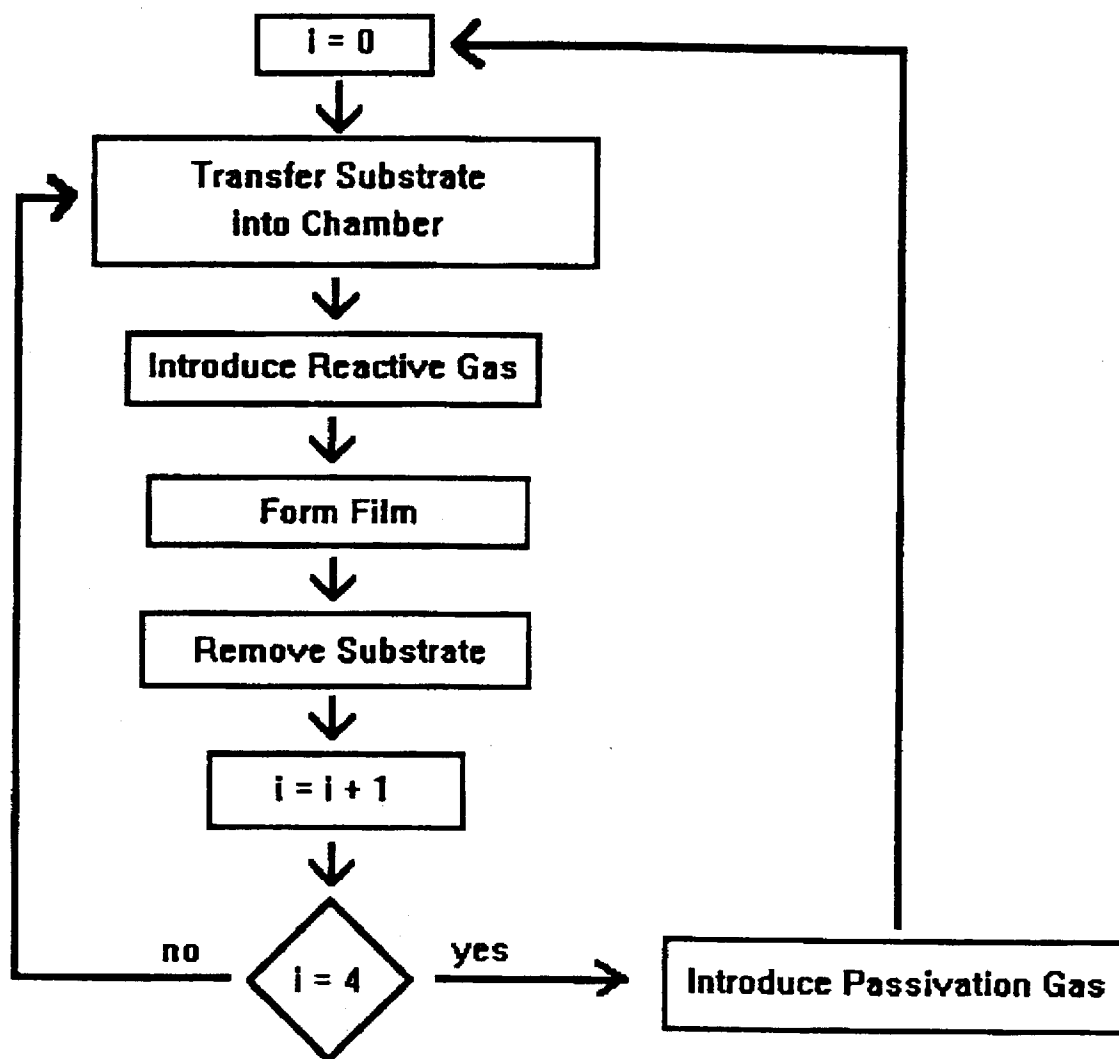 i = 0
Transfer Substrate
into Chamber
Introduce Reactive Gas
Form Film
Remove Substrate
i = i + 1
no
i = 4
yes
Introduce Passivation Gas